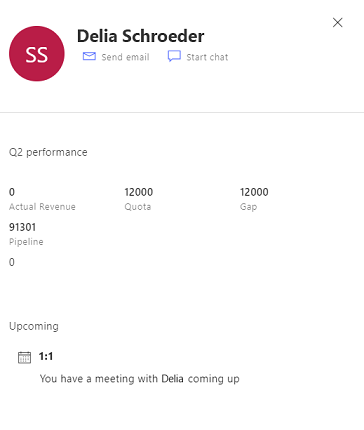 SS
Delia Schroeder
Send email
Start chat
Q2 performance
0
Actual Revenue
12000
Quota
12000
Gap
91301
Pipeline
0
Upcoming
1:1
You have a meeting with Delia coming up